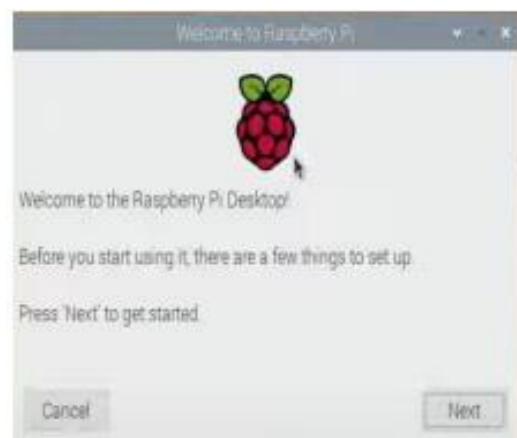 Welcome to Raspberry Pi
Welcome to the Raspberry Pi Desktop!
Before you start using it, there are a few things to set up.
Press 'Next' to get started.
Cancel
Next